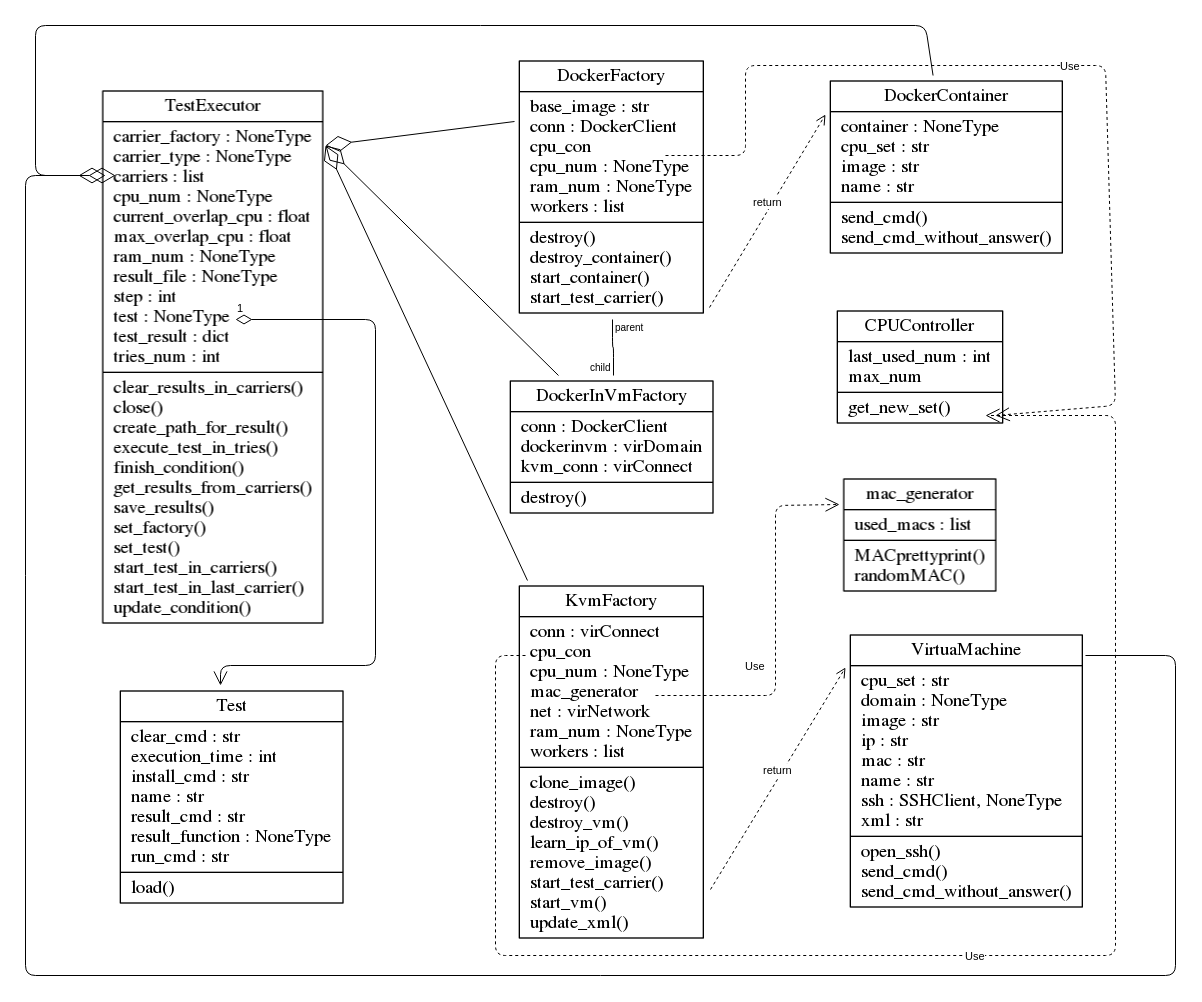 TestExecutor
carrier_factory : NoneType
carrier_type : NoneType
carriers : list
cpu_num : NoneType
current_overlap_cpu : float
max_overlap_cpu : float
ram_num : NoneType
result_file : NoneType
step : int
test : NoneType
1
test_result : dict
tries_num : int
clear_results_in_carriers()
close()
create_path_for_result()
execute_test_in_tries()
finish_condition()
get_results_from_carriers()
save_results()
set_factory()
set_test()
start_test_in_carriers()
start_test_in_last_carrier()
update_condition()
Test
clear_cmd : str
execution_time : int
install_cmd : str
name : str
result_cmd : str
result_function : NoneType
run_cmd : str
load()
DockerFactory
base_image : str
conn : DockerClient
cpu_con
cpu_num : NoneType
ram_num : NoneType
workers : list
destroy()
destroy_container()
start_container()
start_test_carrier()
parent
child
DockerInVmFactory
conn : DockerClient
dockerinvm : virDomain
kvm_conn : virConnect
destroy()
KvmFactory
conn : virConnect
cpu_con
cpu_num : NoneType
mac_generator
net : virNetwork
ram_num : NoneType
workers : list
clone_image()
destroy()
destroy_vm()
learn_ip_of_vm()
remove_image()
start_test_carrier()
start_vm()
update_xml()
Use
return
DockerContainer
container : NoneType
cpu_set : str
image : str
name : str
send_cmd()
send_cmd_without_answer()
CPUController
last_used_num : int
max_num
get_new_set()
mac_generator
used_macs : list
MACprettyprint()
randomMAC()
Use
return
VirtuaMachine
cpu_set : str
domain : NoneType
image : str
ip : str
mac : str
name : str
ssh : SSHClient, NoneType
xml : str
open_ssh()
send_cmd()
send_cmd_without_answer()
Use